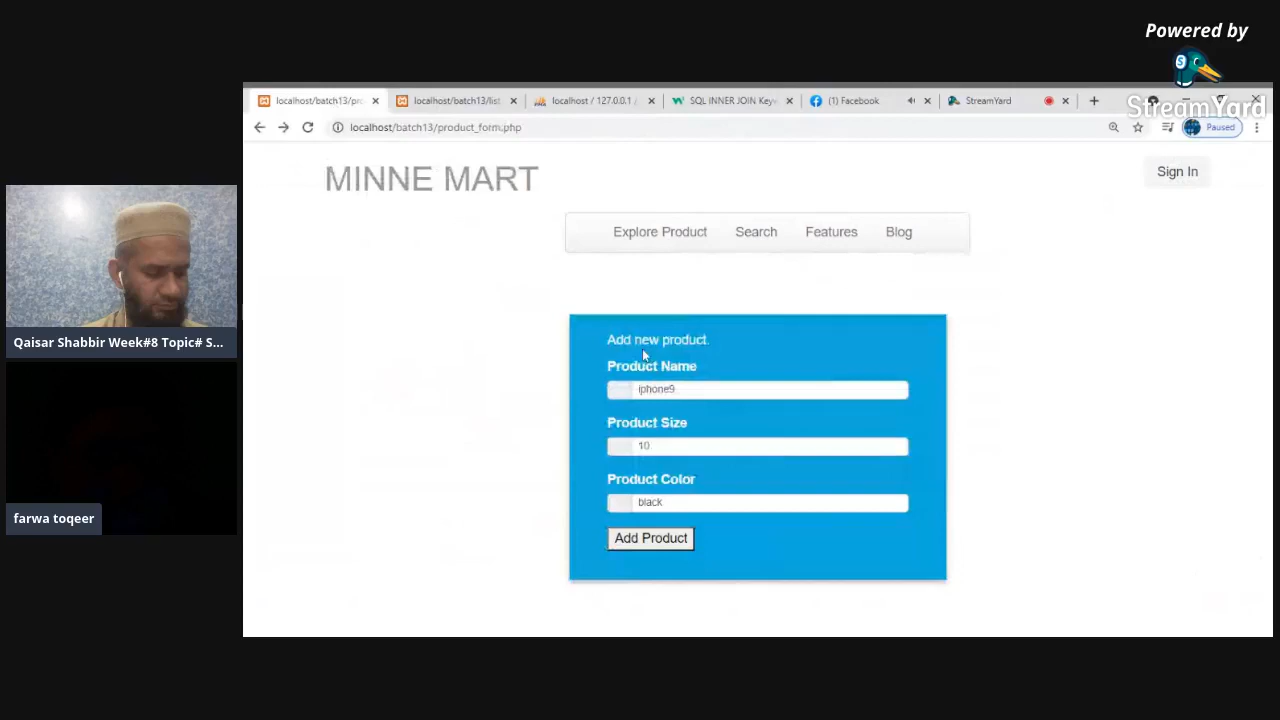 Powered by
StreamYard
localhost/batch13/pro
localhost/batch13/list
localhost / 127.0.0.1 /
SQL INNER JOIN Keyw
(1) Facebook
StreamYard
localhost/batch13/product_form.php
Paused
MINNE MART
Sign In
Explore Product
Search
Features
Blog
Add new product.
Product Name
iphone9
Product Size
10
Product Color
black
Add Product
Qaisar Shabbir Week#8 Topic# S...
farwa toqeer